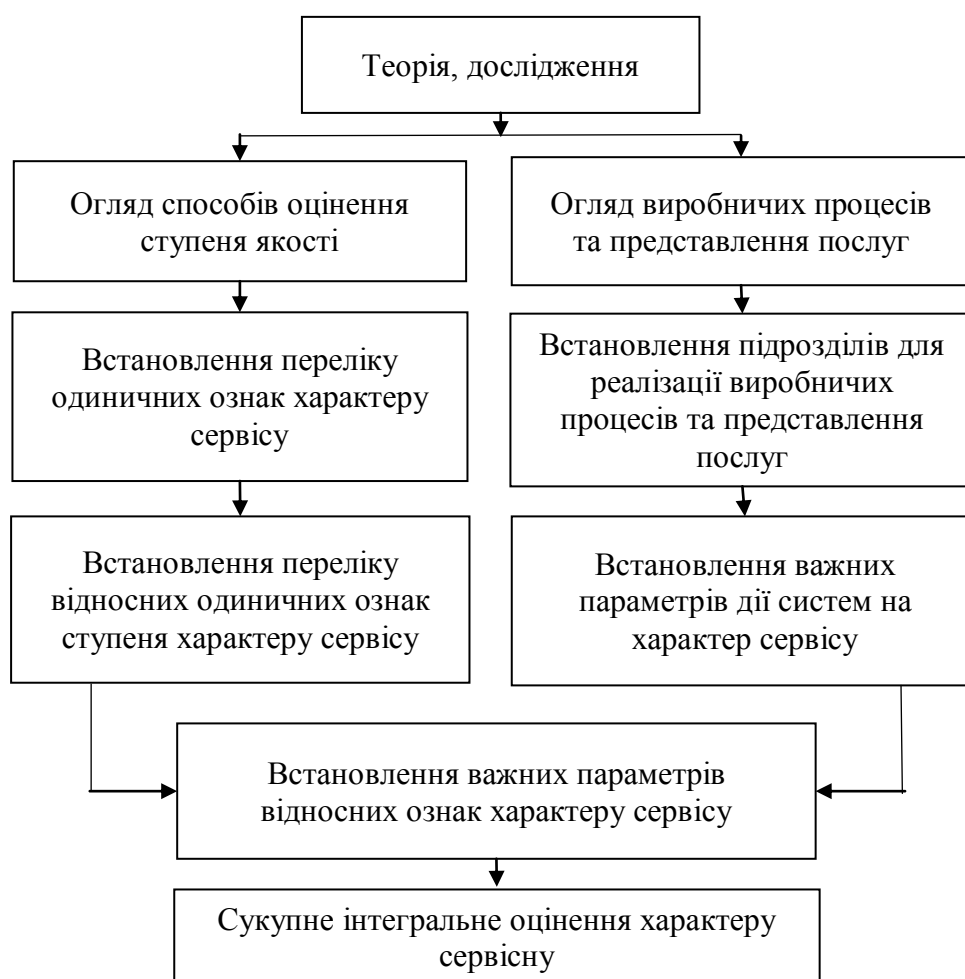 Теорія, дослідження
Огляд способів оцінення
ступеня якості
Огляд виробничих процесів
та представлення послуг
Встановлення переліку
одиничних ознак характеру
сервісу
Встановлення підрозділів для
реалізації виробничих
процесів та представлення
послуг
Встановлення переліку
відносних одиничних ознак
ступеня характеру сервісу
Встановлення важних
параметрів дії систем на
характер сервісу
Встановлення важних параметрів
відносних ознак характеру сервісу
Сукупне інтегральне оцінення характеру
сервісну